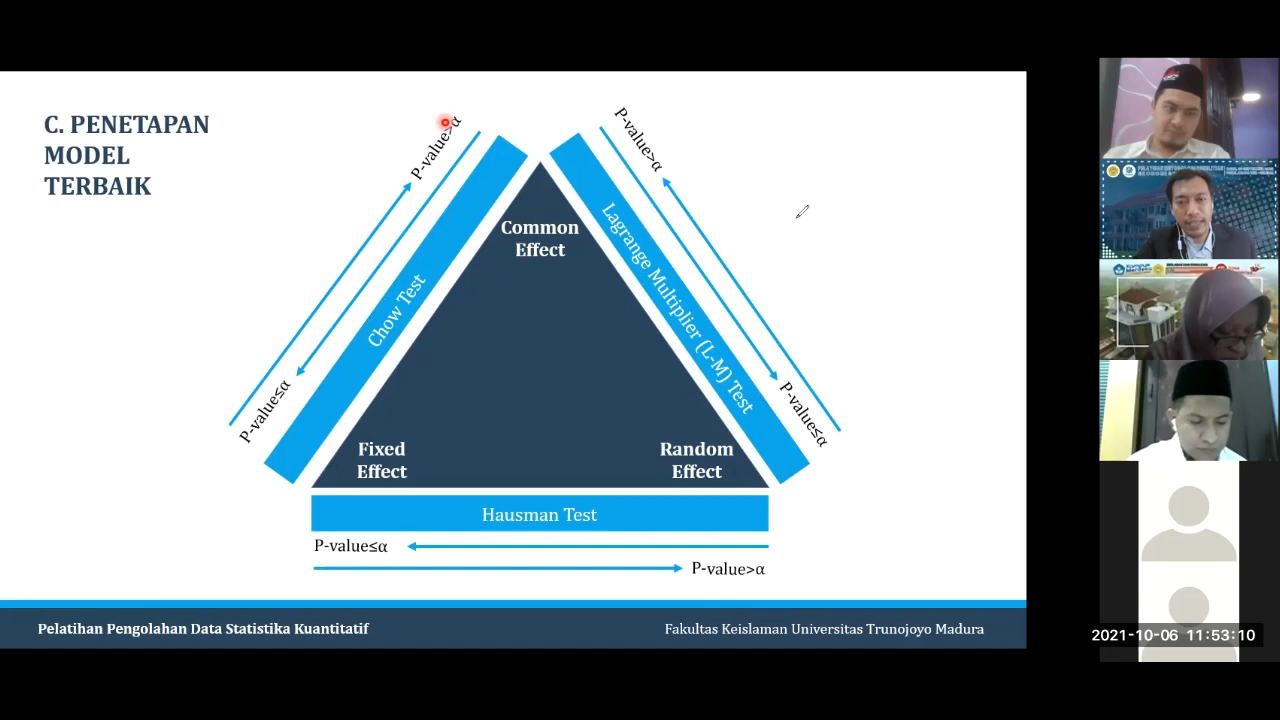 C. PENETAPAN
MODEL
TERBAIK
P-value>α
P-value>α
Chow Test
Lagrange Multiplier (L-M) Test
Common
Effect
P-value≤α
P-value≤α
Fixed
Effect
Random
Effect
Hausman Test
P-value≤α
P-value>α
Pelatihan Pengolahan Data Statistika Kuantitatif
Fakultas Keislaman Universitas Trunojoyo Madura
2021-10-06 11:53:10